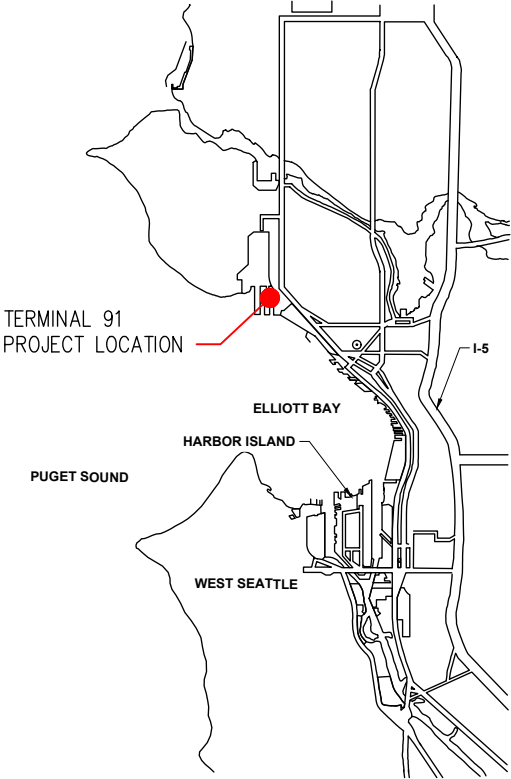 TERMINAL 91
PROJECT LOCATION
I-5
ELLIOTT BAY
HARBOR ISLAND
PUGET SOUND
WEST SEATTLE